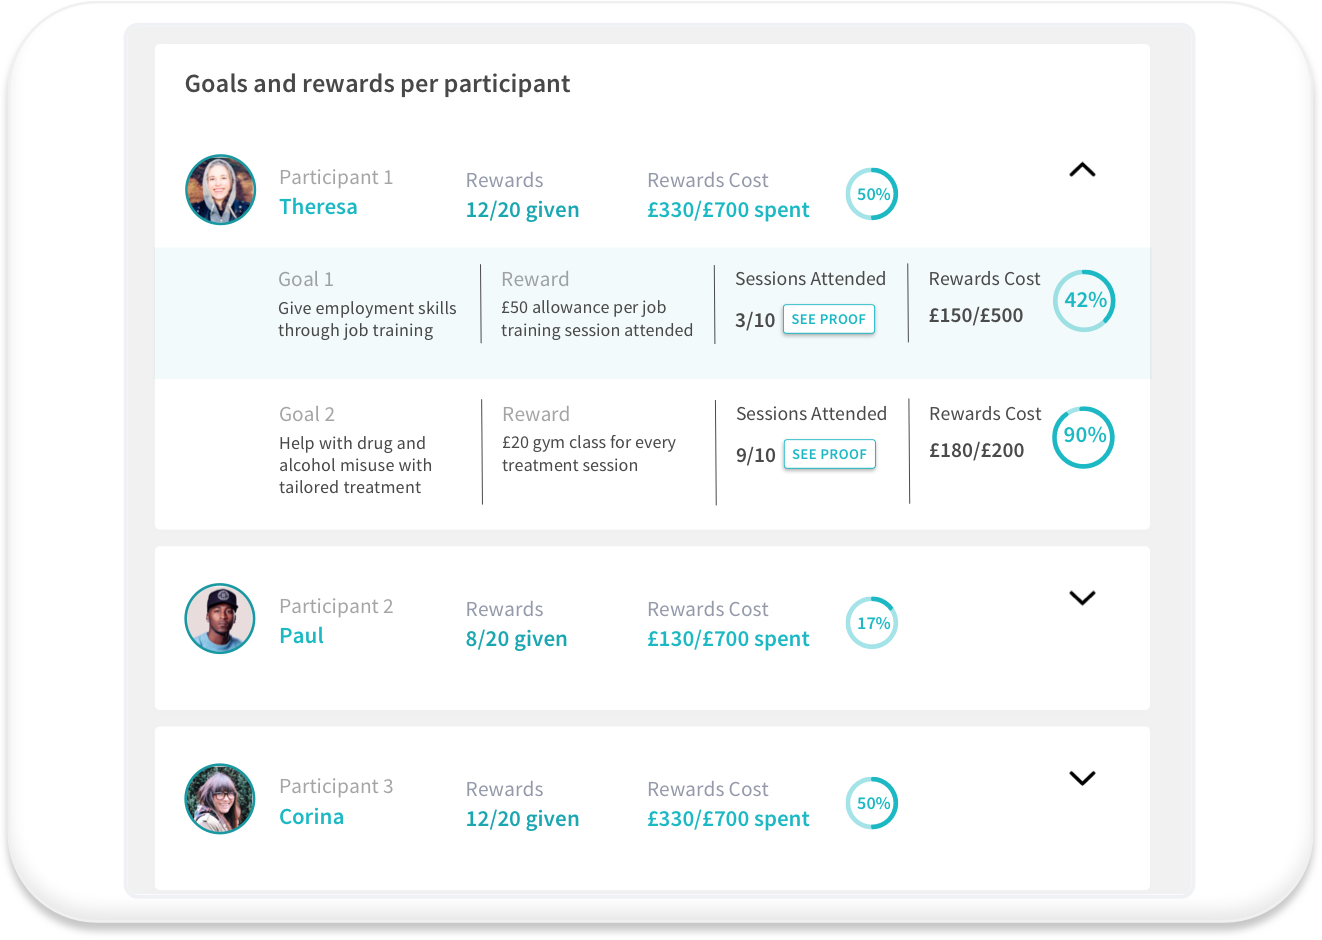 Goals and rewards per participant
Participant 1
Theresa
Rewards
12/20 given
Rewards Cost
£330/£700 spent
50%
Goal 1
Give employment skills
through job training
Reward
£50 allowance per job
training session attended
Sessions Attended
3/10 SEE PROOF
Rewards Cost
£150/£500
42%
Goal 2
Help with drug and
alcohol misuse with
tailored treatment
Reward
£20 gym class for every
treatment session
Sessions Attended
9/10 SEE PROOF
Rewards Cost
£180/£200
90%
Participant 2
Paul
Rewards
8/20 given
Rewards Cost
£130/£700 spent
17%
Participant 3
Corina
Rewards
12/20 given
Rewards Cost
£330/£700 spent
50%